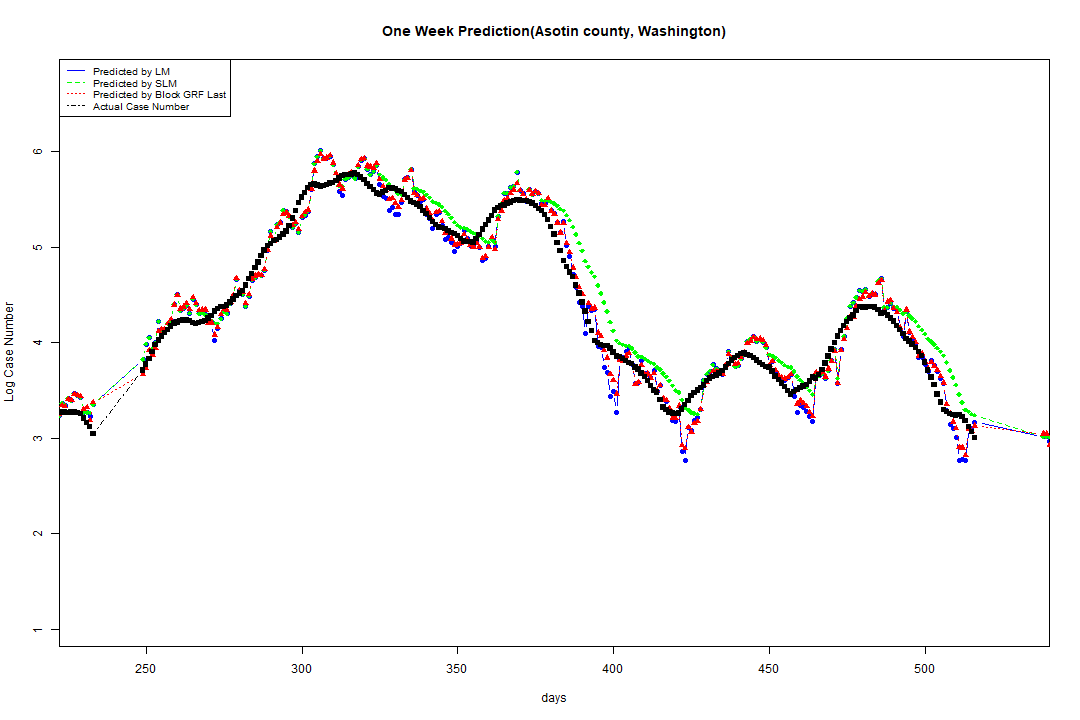 One Week Prediction(Asotin county, Washington)
Predicted by LM
Predicted by SLM
Predicted by Block GRF Last
Actual Case Number
Log Case Number
6
5
4
3
2
1
250 300 350 400 450 500
days